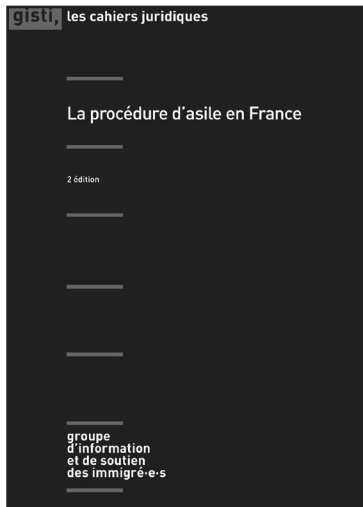 gisti, les cahiers juridiques
La procédure d'asile en France
2 édition
groupe
d'information
et de soutien
des immigré·e·s